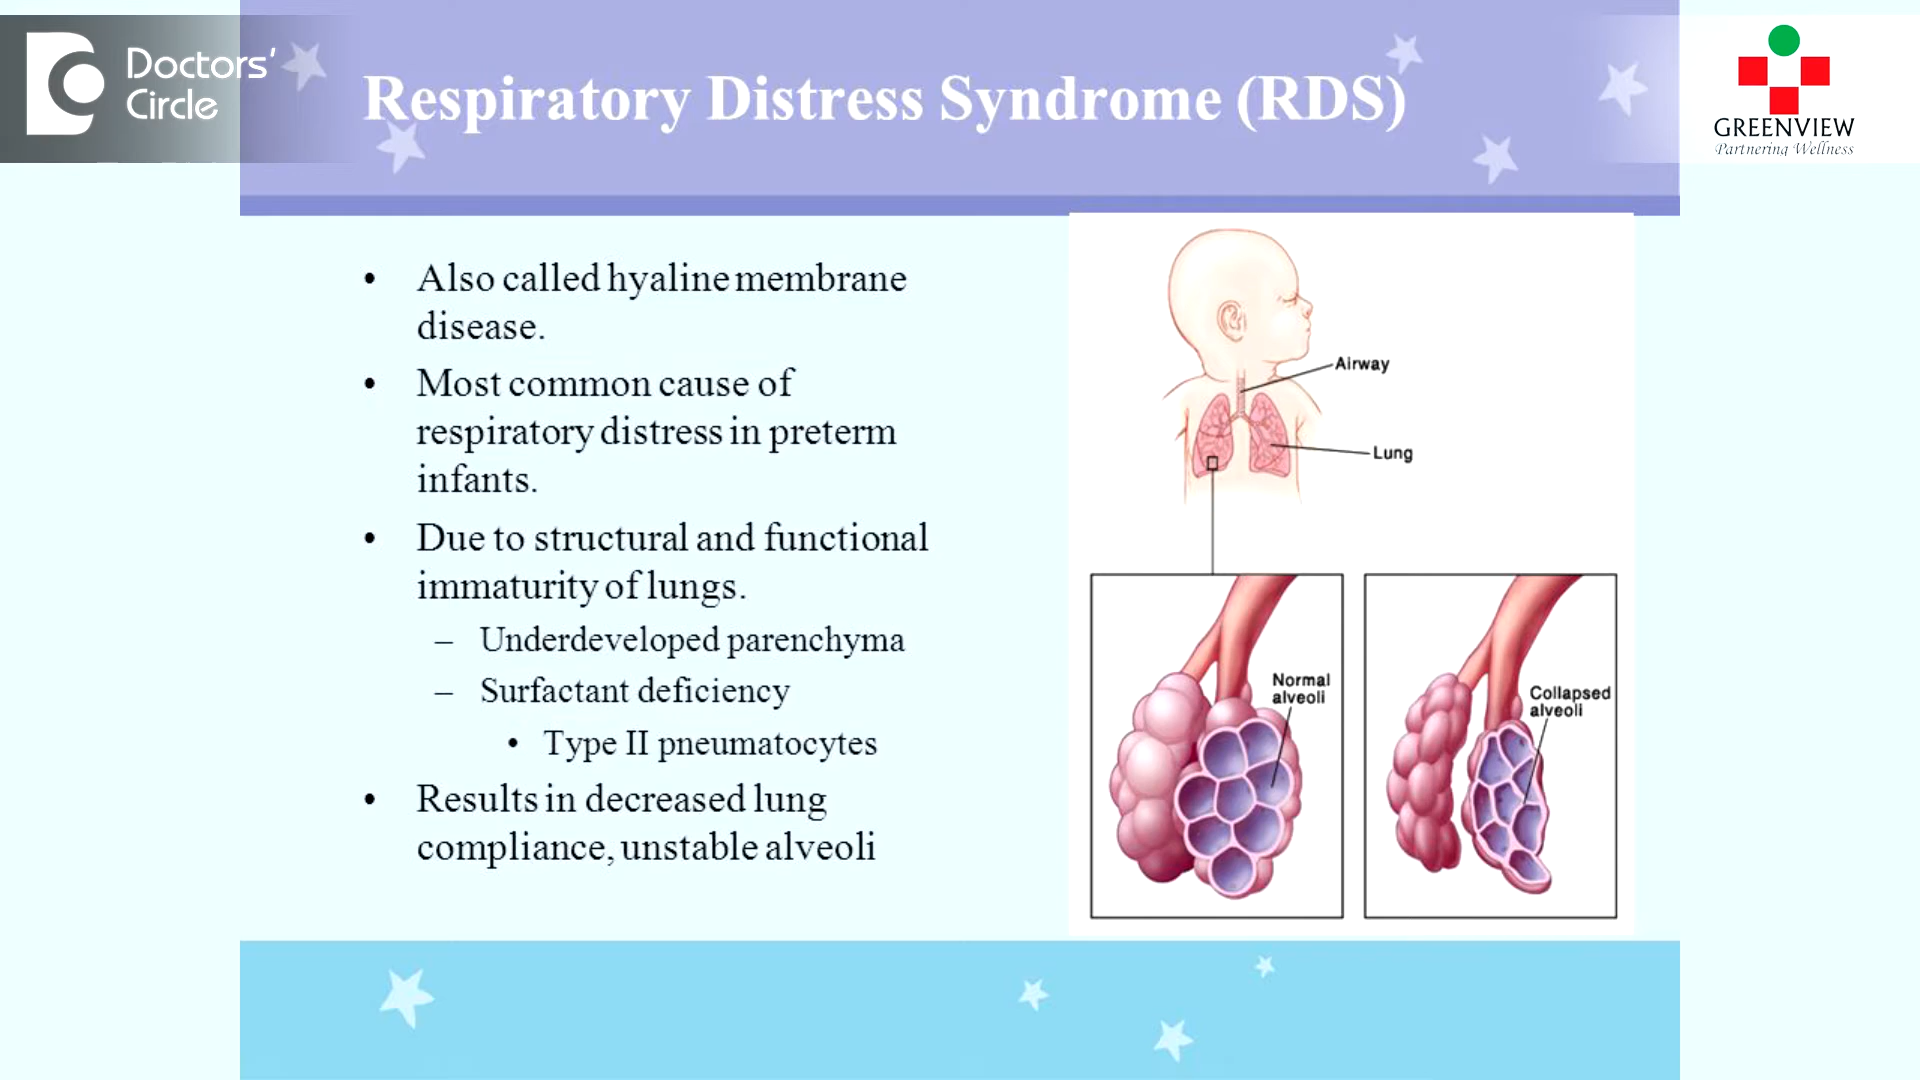 Doctors'
Circle
Respiratory Distress Syndrome (RDS)
GREENVIEW
Partnering Wellness
• Also called hyaline membrane
disease.
• Most common cause of
respiratory distress in preterm
infants.
• Due to structural and functional
immaturity of lungs.
– Underdeveloped parenchyma
– Surfactant deficiency
• Type II pneumatocytes
• Results in decreased lung
compliance, unstable alveoli
Airway
Lung
Normal
alveoli
Collapsed
alveoli